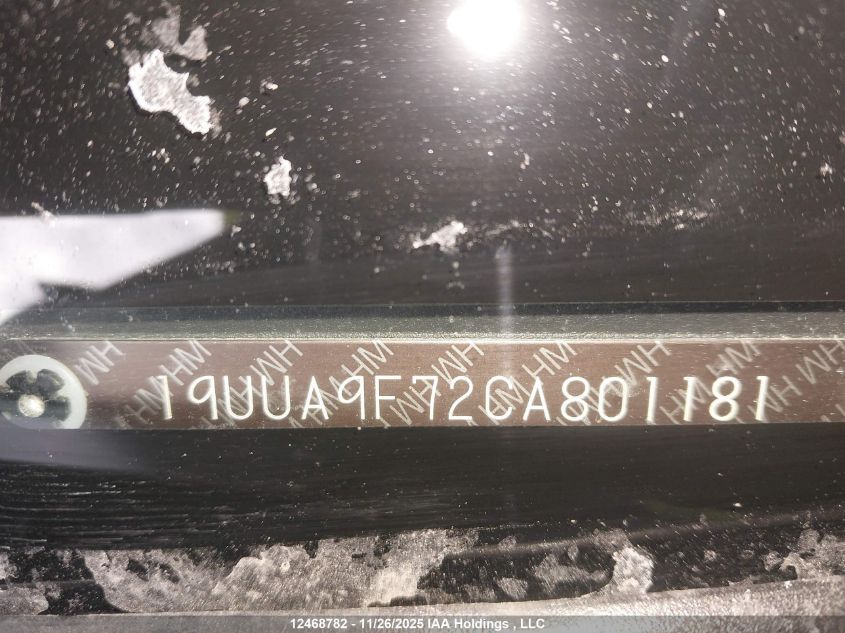 19UUA9F72CA801181
12468782 - 11/26/2025 IAA Holdings , LLC